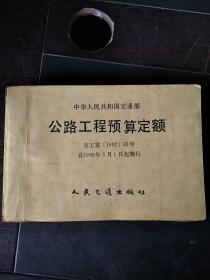 中华人民共和国交通部
公路工程预算定额
交工发〔1992〕65号
自1992年5月1日起施行
人民交通出版社